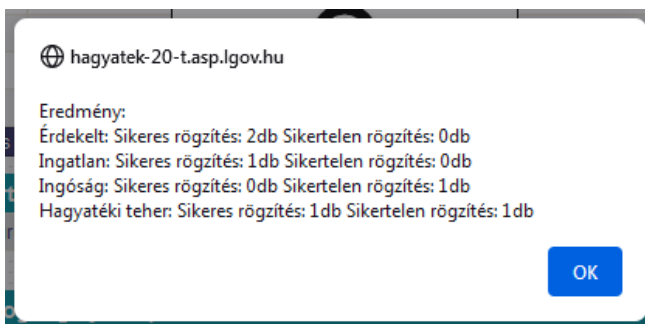 hagyatek-20-t.asp.lgov.hu
Eredmény:
Érdekelt: Sikeres rögzítés: 2db Sikertelen rögzítés: 0db
Ingatlan: Sikeres rögzítés: 1db Sikertelen rögzítés: 0db
Ingóság: Sikeres rögzítés: 0db Sikertelen rögzítés: 1db
Hagyatéki teher: Sikeres rögzítés: 1db Sikertelen rögzítés: 1db
OK